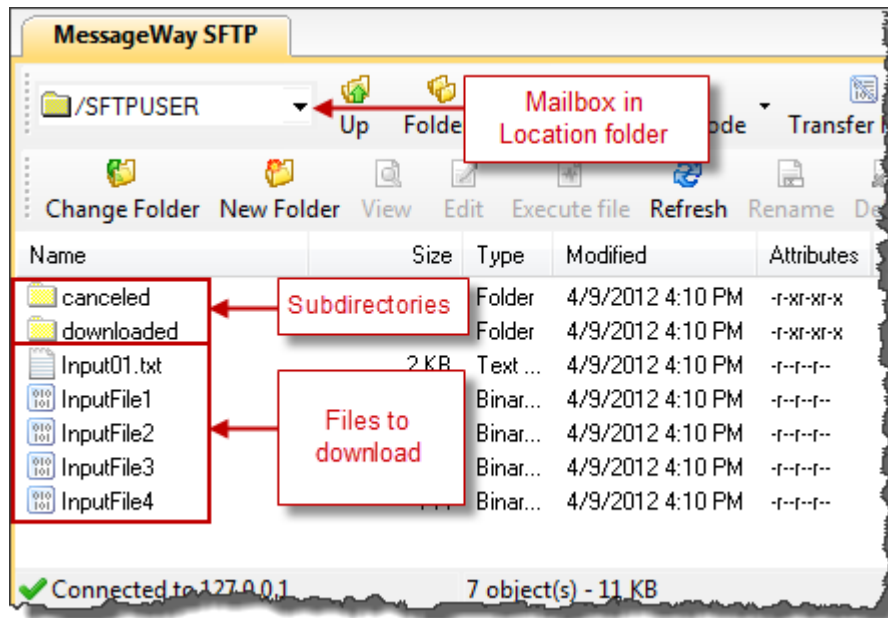 MessageWay SFTP
/SFTPUSER
Up
Folde
Mailbox in
Location folder
ode
Transfer
Change Folder New Folder View Edit Execute file Refresh Rename De
Name Size Type Modified Attributes
canceled Folder 4/9/2012 4:10 PM -r-xr-xr-x
Subdirectories
downloaded Folder 4/9/2012 4:10 PM -r-xr-xr-x
Input01.txt 2 KB Text ... 4/9/2012 4:10 PM -r--r--r--
InputFile1 Binar... 4/9/2012 4:10 PM -r--r--r--
Files to
download
InputFile2 Binar... 4/9/2012 4:10 PM -r--r--r--
InputFile3 Binar... 4/9/2012 4:10 PM -r--r--r--
InputFile4 Binar... 4/9/2012 4:10 PM -r--r--r--
Connected to 127.0.0.1 7 object(s) - 11 KB